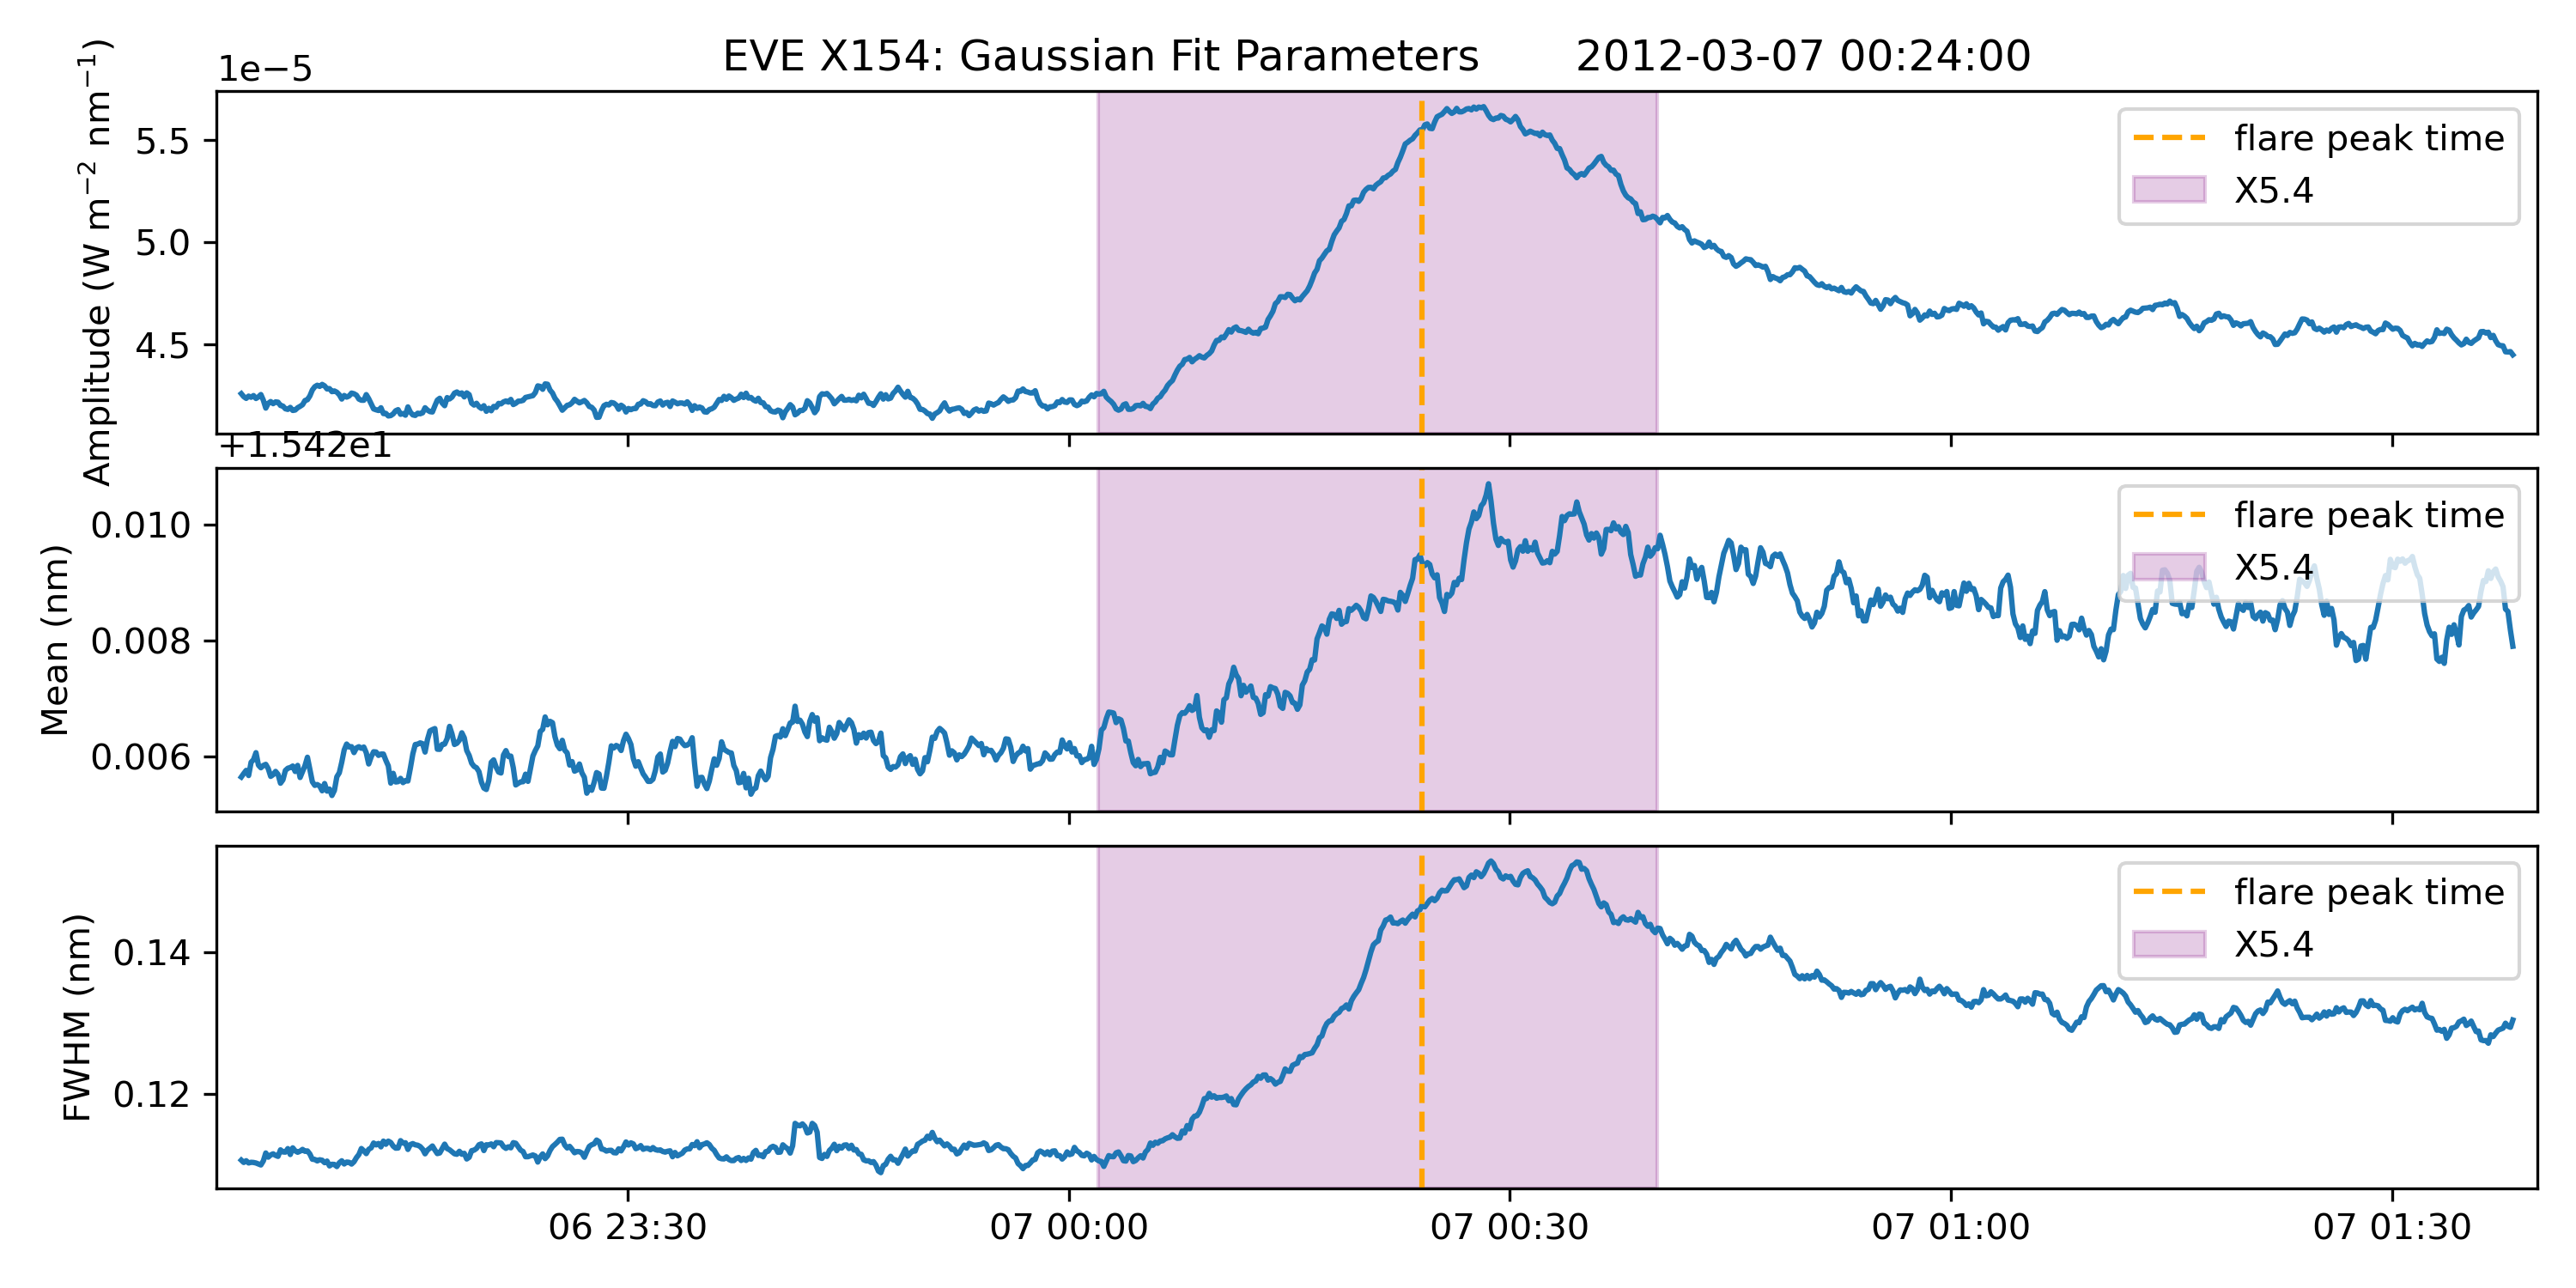 EVE X154: Gaussian Fit Parameters 2012-03-07 00:24:00
1e−5
Amplitude (W m⁻² nm⁻¹)
5.5
5.0
4.5
flare peak time
X5.4
+1.542e1
Mean (nm)
0.010
0.008
0.006
flare peak time
X5.4
FWHM (nm)
0.14
0.12
flare peak time
X5.4
06 23:30 07 00:00 07 00:30 07 01:00 07 01:30